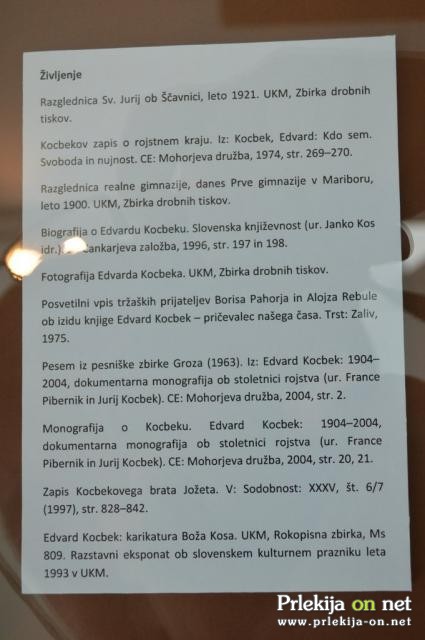 Življenje
Razglednica Sv. Jurij ob Ščavnici, leto 1921. UKM, Zbirka drobnih
tiskov.
Kocbekov zapis o rojstnem kraju. Iz: Kocbek, Edvard: Kdo sem.
Svoboda in nujnost. CE: Mohorjeva družba, 1974, str. 269–270.
Razglednica realne gimnazije, danes Prve gimnazije v Mariboru,
leto 1900. UKM, Zbirka drobnih tiskov.
Biografija o Edvardu Kocbeku. Slovenska književnost (ur. Janko Kos
idr.). Cankarjeva založba, 1996, str. 197 in 198.
Fotografija Edvarda Kocbeka. UKM, Zbirka drobnih tiskov.
Posvetilni vpis tržaških prijateljev Borisa Pahorja in Alojza Rebule
ob izidu knjige Edvard Kocbek – pričevalec našega časa. Trst: Zaliv,
1975.
Pesem iz pesniške zbirke Groza (1963). Iz: Edvard Kocbek: 1904–
2004, dokumentarna monografija ob stoletnici rojstva (ur. France
Pibernik in Jurij Kocbek). CE: Mohorjeva družba, 2004, str. 2.
Monografija o Kocbeku. Edvard Kocbek: 1904–2004,
dokumentarna monografija ob stoletnici rojstva (ur. France
Pibernik in Jurij Kocbek). CE: Mohorjeva družba, 2004, str. 20, 21.
Zapis Kocbekovega brata Jožeta. V: Sodobnost: XXXV, št. 6/7
(1997), str. 828–842.
Edvard Kocbek: karikatura Boža Kosa. UKM, Rokopisna zbirka, Ms
809. Razstavni eksponat ob slovenskem kulturnem prazniku leta
1993 v UKM.
Prlekija on net
www.prlekija-on.net